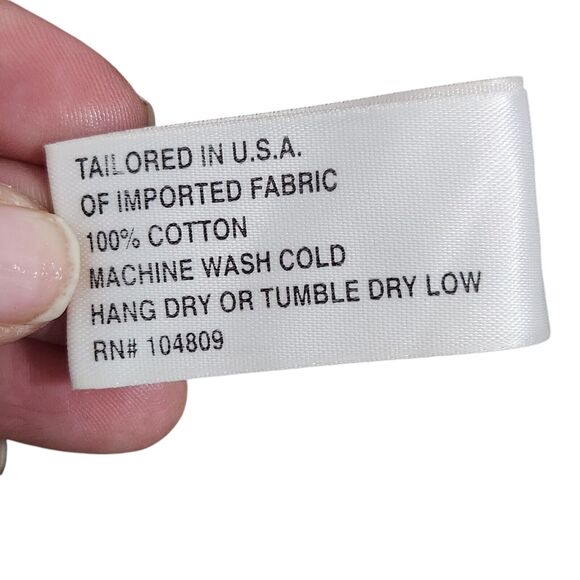 TAILORED IN U.S.A.
OF IMPORTED FABRIC
100% COTTON
MACHINE WASH COLD
HANG DRY OR TUMBLE DRY LOW
RN# 104809